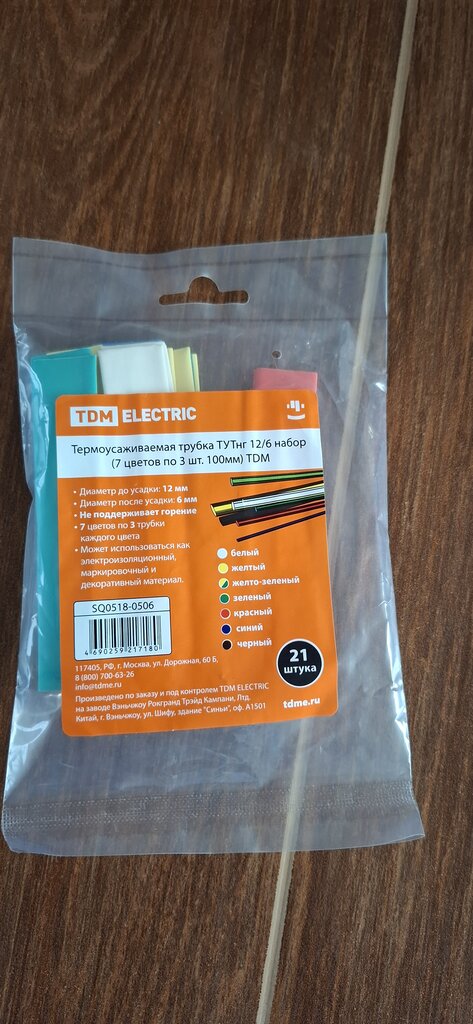 TDM ELECTRIC
Термоусаживаемая трубка ТУТнг 12/6 набор
(7 цветов по 3 шт. 100мм) TDM
• Диаметр до усадки: 12 мм
• Диаметр после усадки: 6 мм
• Не поддерживает горение
• 7 цветов по 3 трубки
каждого цвета
• Может использоваться как
электроизоляционный,
маркировочный и
декоративный материал.
белый
желтый
желто-зеленый
зеленый
красный
синий
черный
SQ0518-0506
4 690259 217180
21
штука
117405, РФ, г. Москва, ул. Дорожная, 60 Б,
8 (800) 700-63-26
info@tdme.ru
tdme.ru
Произведено по заказу и под контролем TDM ELECTRIC
на заводе Вэньчжоу Рокгранд Трэйд Кампани, Лтд.
Китай, г. Вэньчжоу, ул. Шифу, здание "Синьи", оф. А1501